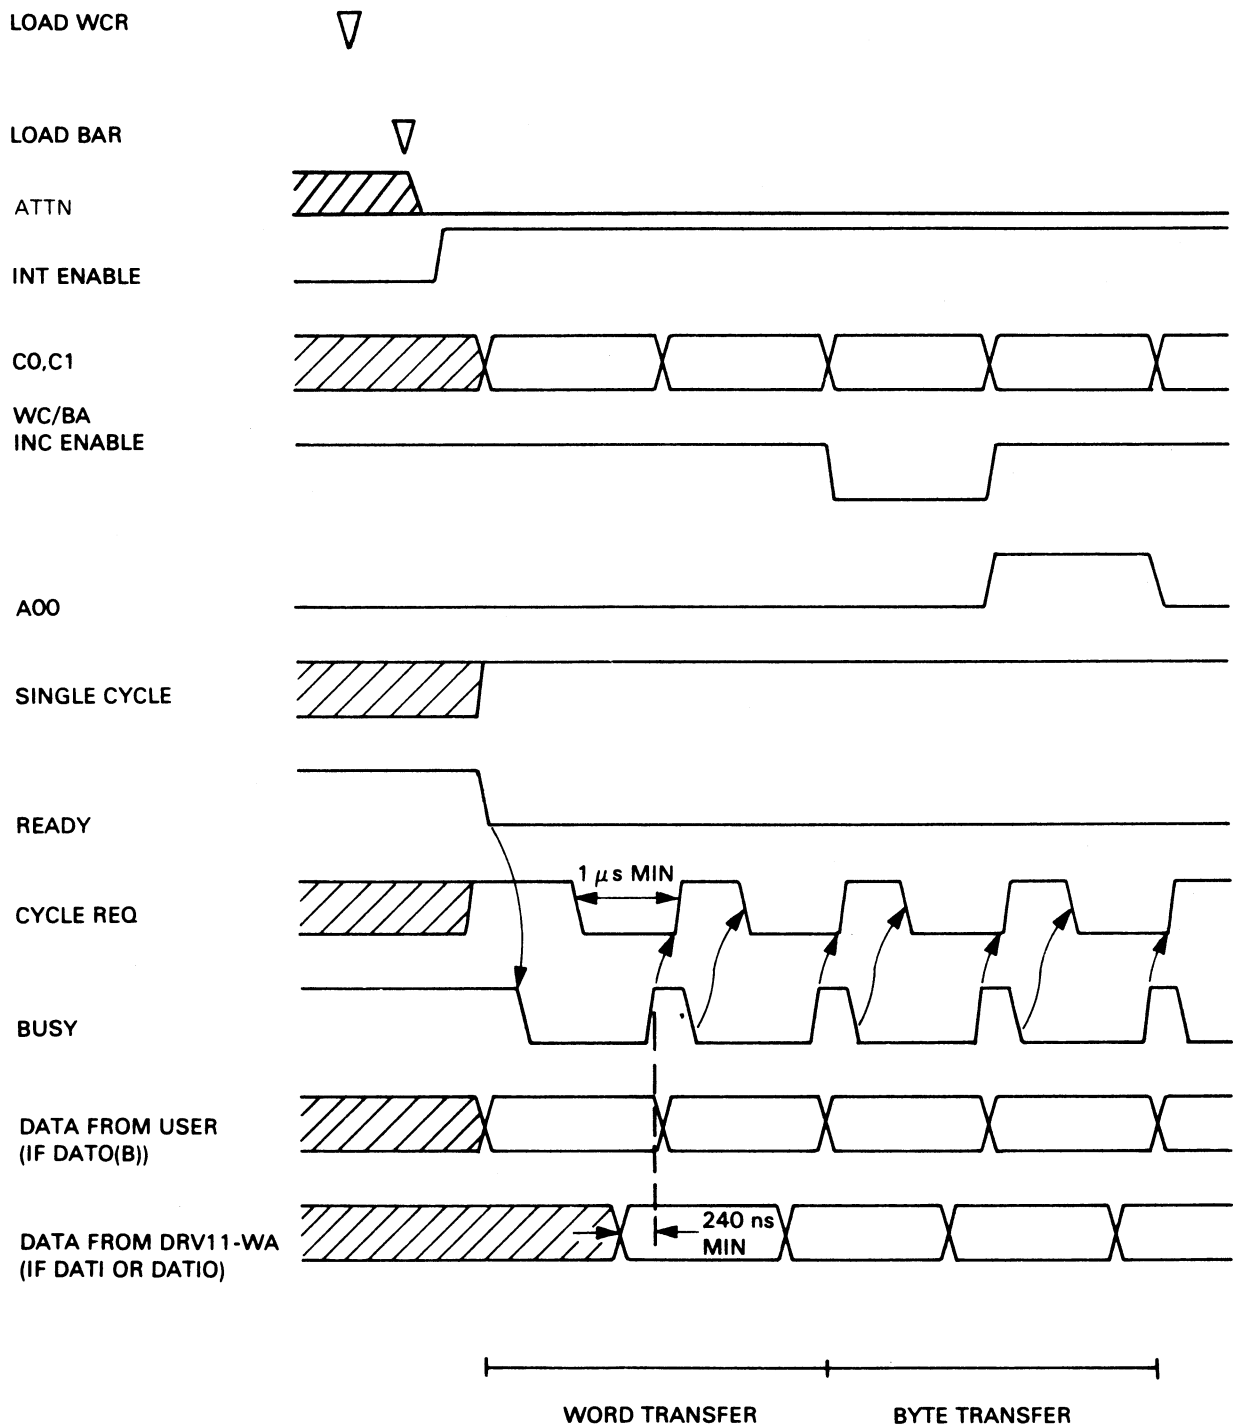 LOAD WCR
LOAD BAR
ATTN
INT ENABLE
C0,C1
WC/BA
INC ENABLE
A00
SINGLE CYCLE
READY
1 μs MIN
CYCLE REQ
BUSY
DATA FROM USER
(IF DATO(B))
240 ns
MIN
DATA FROM DRV11-WA
(IF DATI OR DATIO)
WORD TRANSFER
BYTE TRANSFER